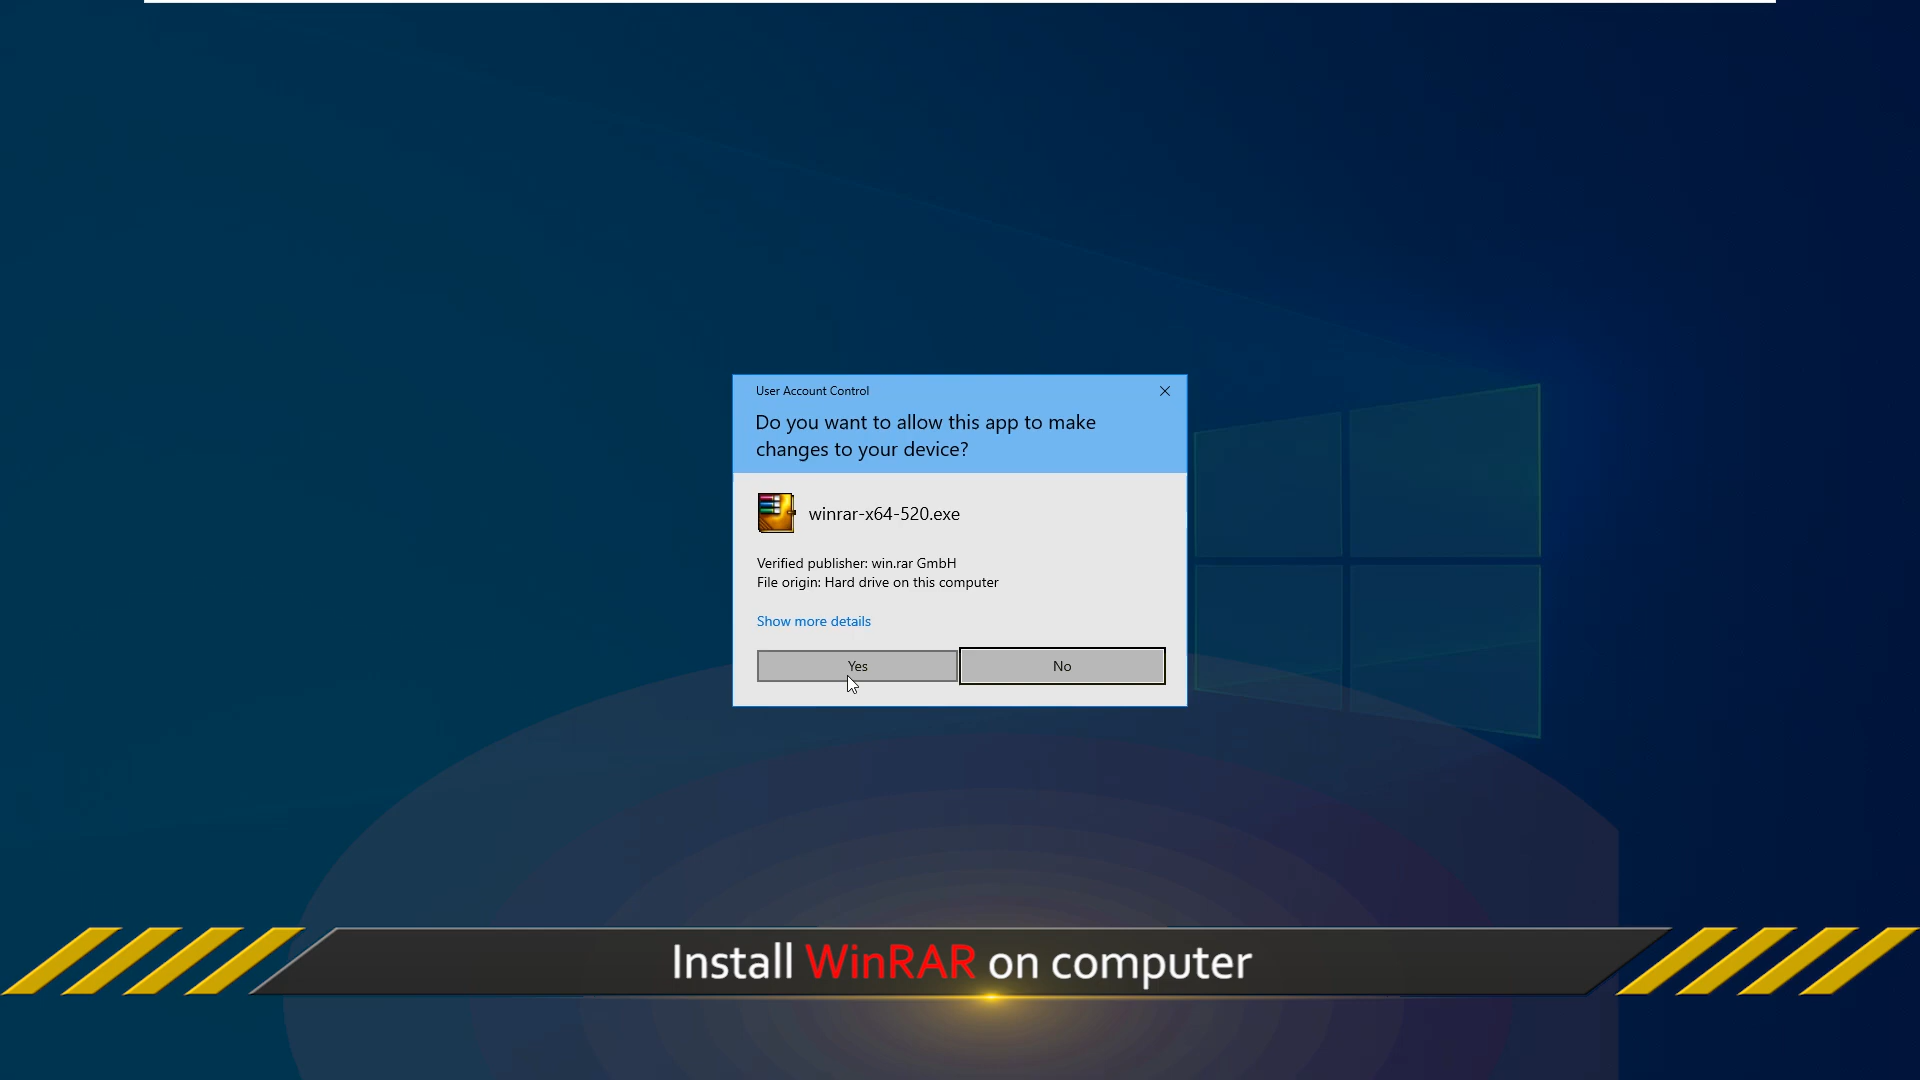 User Account Control
Do you want to allow this app to make
changes to your device?
winrar-x64-520.exe
Verified publisher: win.rar GmbH
File origin: Hard drive on this computer
Show more details
Yes
No
Install WinRAR on computer